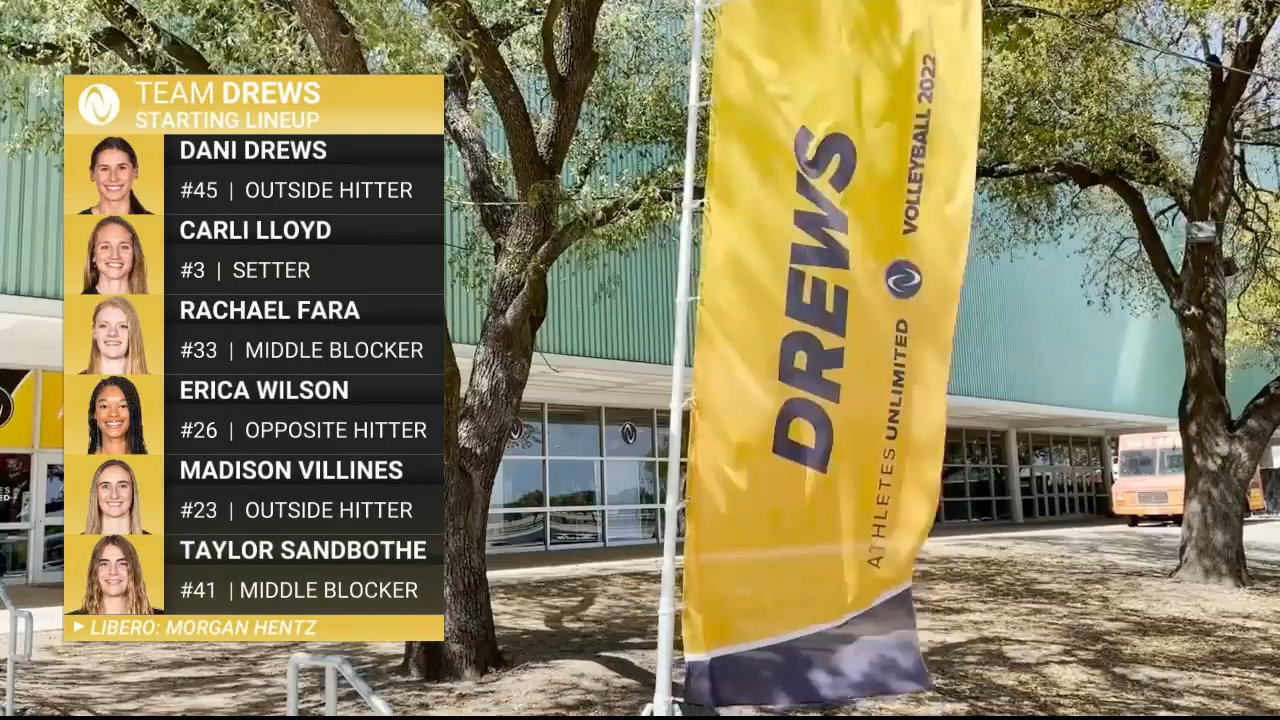 TEAM DREWS
STARTING LINEUP
DANI DREWS
#45 | OUTSIDE HITTER
CARLI LLOYD
#3 | SETTER
RACHAEL FARA
#33 | MIDDLE BLOCKER
ERICA WILSON
#26 | OPPOSITE HITTER
MADISON VILLINES
#23 | OUTSIDE HITTER
TAYLOR SANDBOTHE
#41 | MIDDLE BLOCKER
LIBERO: MORGAN HENTZ
DREWS
ATHLETES UNLIMITED VOLLEYBALL 2022